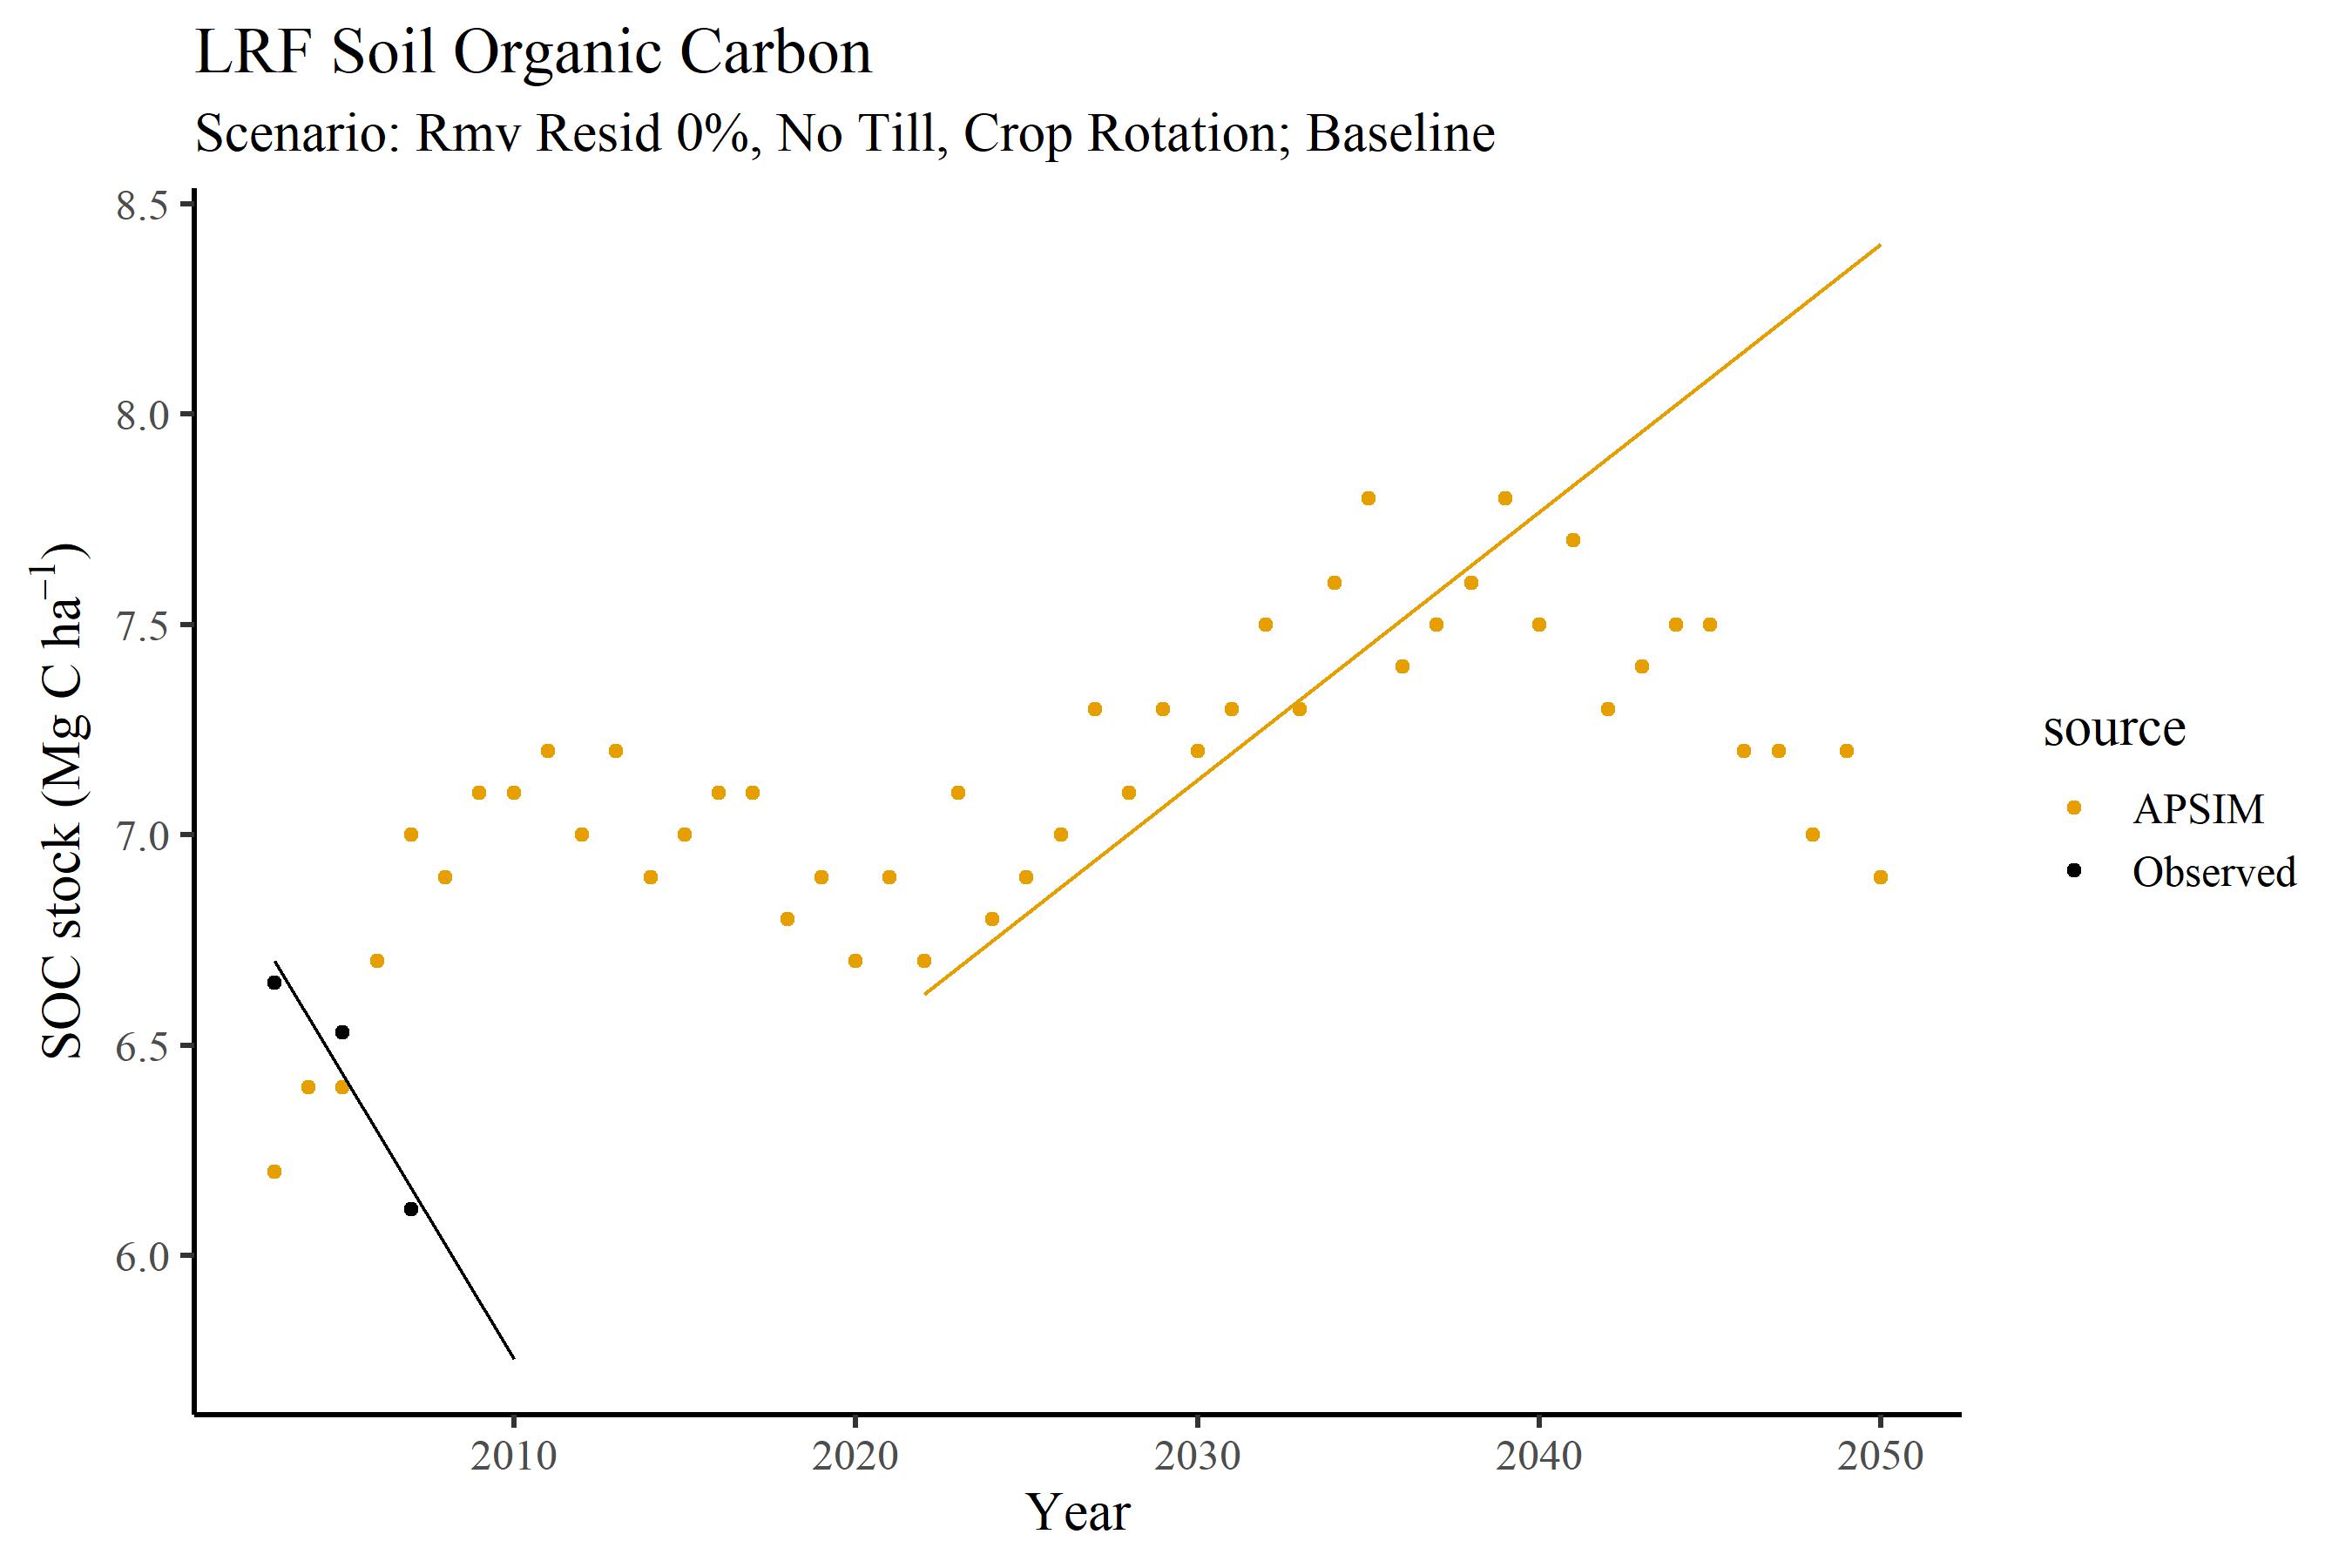 LRF Soil Organic Carbon
Scenario: Rmv Resid 0%, No Till, Crop Rotation; Baseline
8.5
8.0
7.5
7.0
6.5
6.0
SOC stock (Mg C ha⁻¹)
2010 2020 2030 2040 2050
Year
source
APSIM
Observed